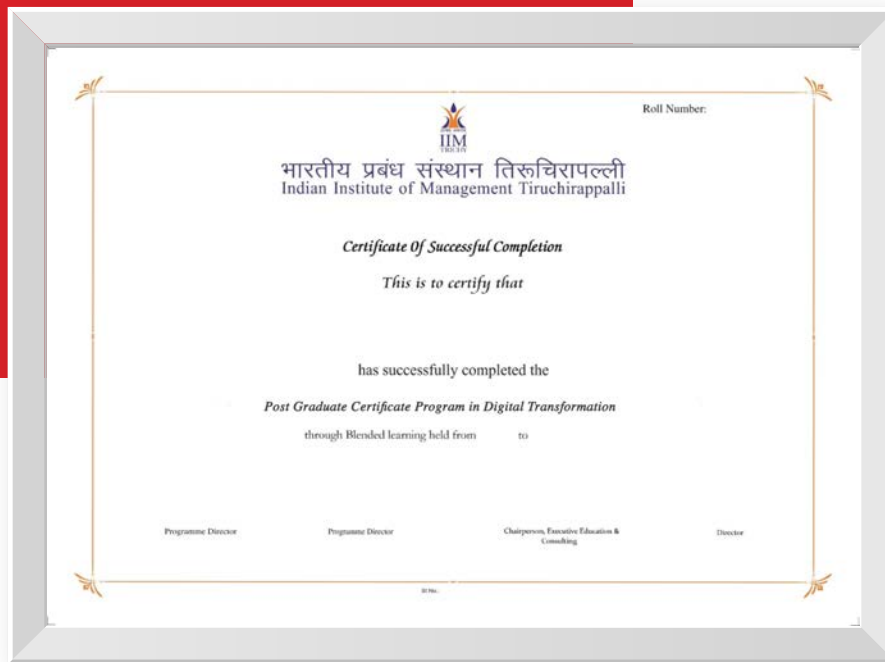 Roll Number:
IIM
TRICHY
भारतीय प्रबंध संस्थान तिरूचिरापल्ली
Indian Institute of Management Tiruchirappalli
Certificate Of Successful Completion
This is to certify that
has successfully completed the
Post Graduate Certificate Program in Digital Transformation
through Blended learning held from to
Programme Director
Programme Director
Chairperson, Executive Education &
Consulting
Director
Sl No.